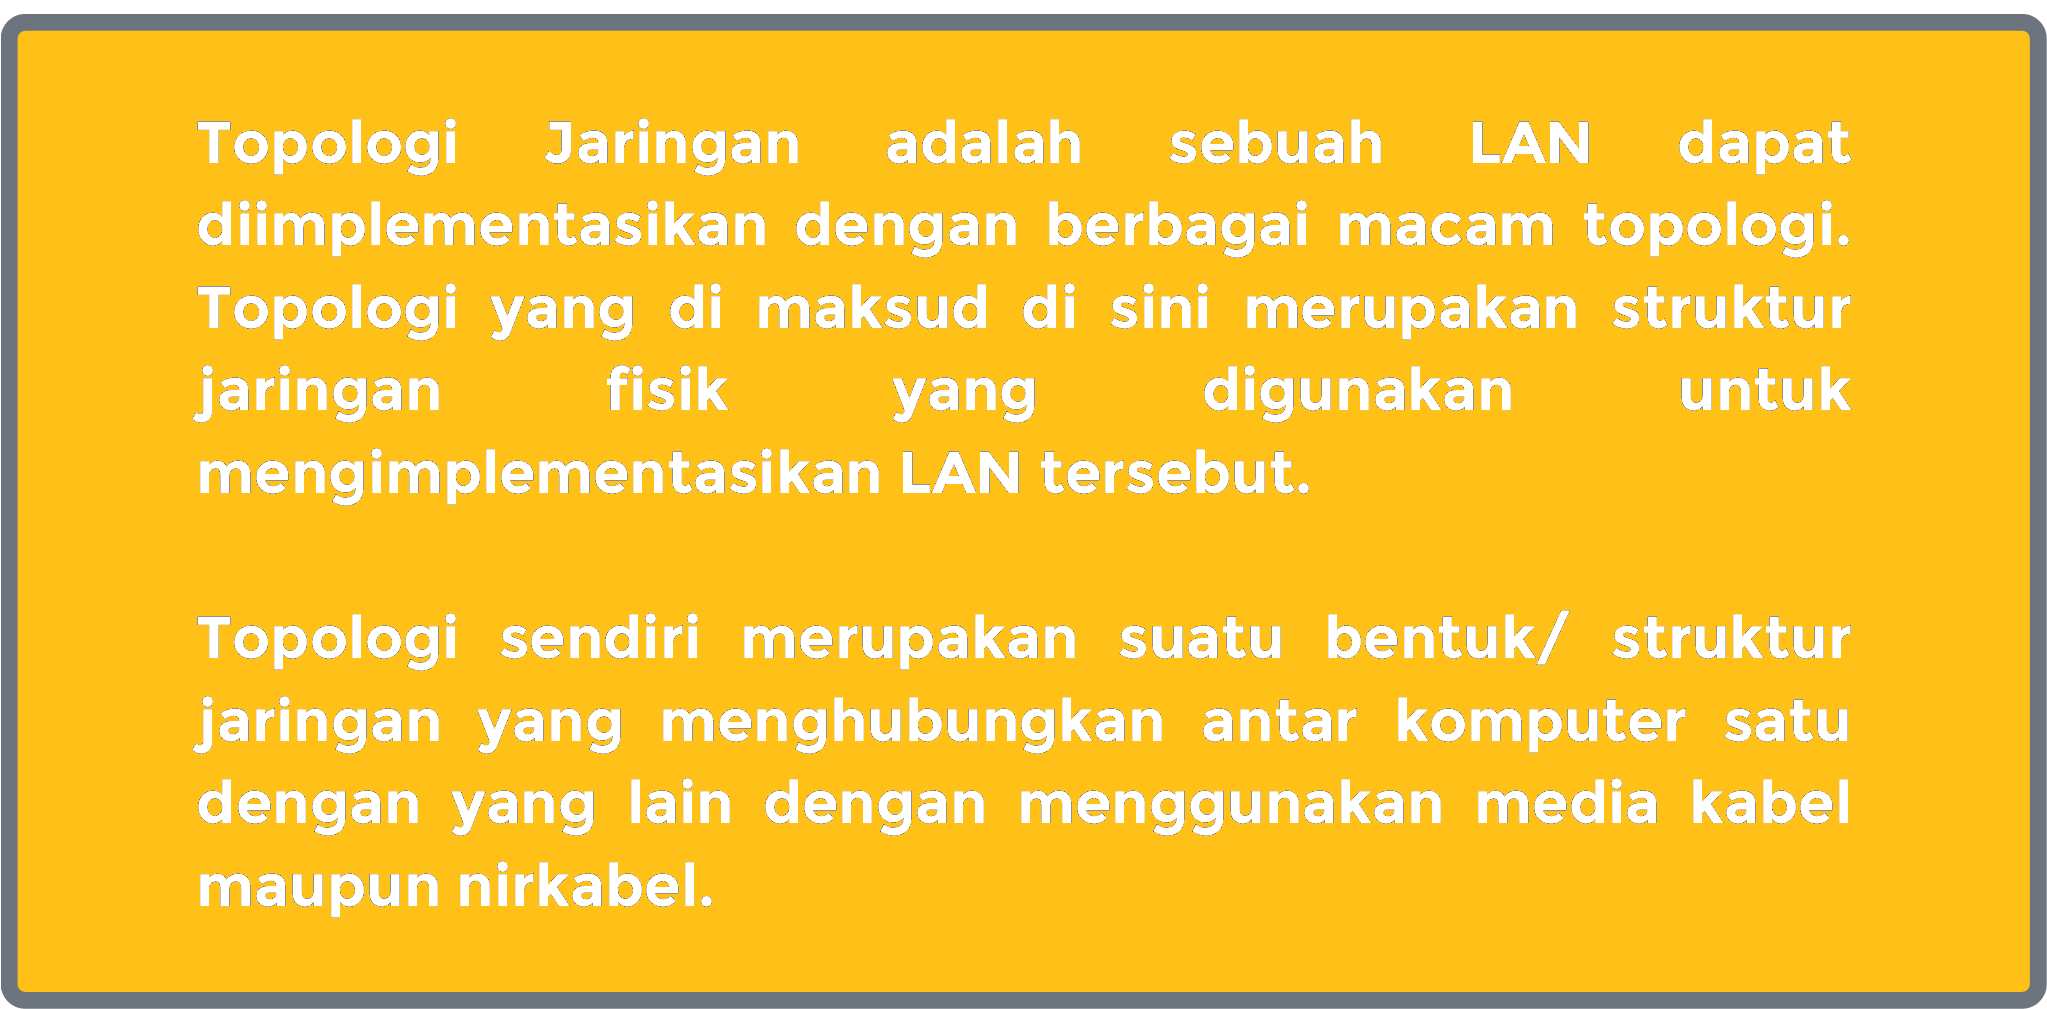 Topologi Jaringan adalah sebuah LAN dapat
diimplementasikan dengan berbagai macam topologi.
Topologi yang di maksud di sini merupakan struktur
jaringan fisik yang digunakan untuk
mengimplementasikan LAN tersebut.
Topologi sendiri merupakan suatu bentuk/ struktur
jaringan yang menghubungkan antar komputer satu
dengan yang lain dengan menggunakan media kabel
maupun nirkabel.